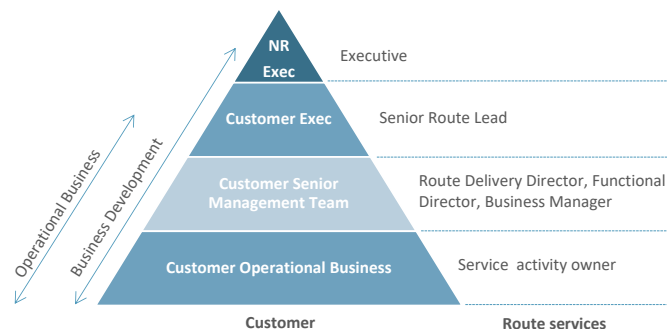 NR
Exec
Executive
Customer Exec
Senior Route Lead
Customer Senior
Management Team
Route Delivery Director, Functional
Director, Business Manager
Customer Operational Business
Service activity owner
Operational Business
Business Development
Customer
Route services